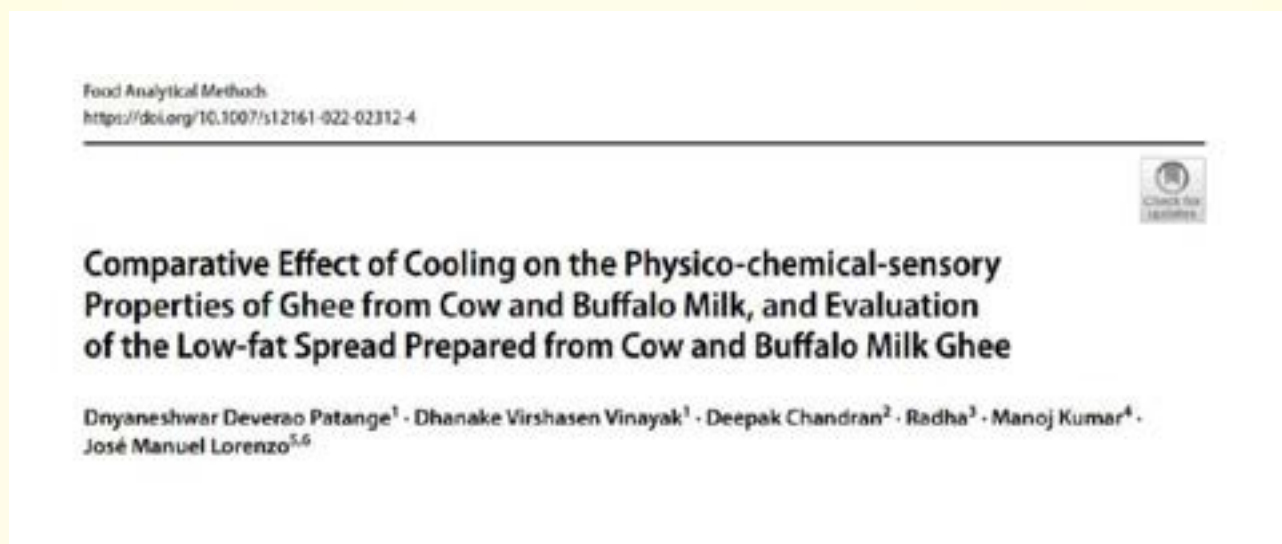 Food Analytical Methods
https://doi.org/10.1007/s12161-022-02312-4
Check for
updates
Comparative Effect of Cooling on the Physico-chemical-sensory
Properties of Ghee from Cow and Buffalo Milk, and Evaluation
of the Low-fat Spread Prepared from Cow and Buffalo Milk Ghee
Dnyaneshwar Deverao Patange¹ · Dhanake Virshasen Vinayak¹ · Deepak Chandran² · Radha³ · Manoj Kumar⁴ ·
José Manuel Lorenzo⁵,⁶